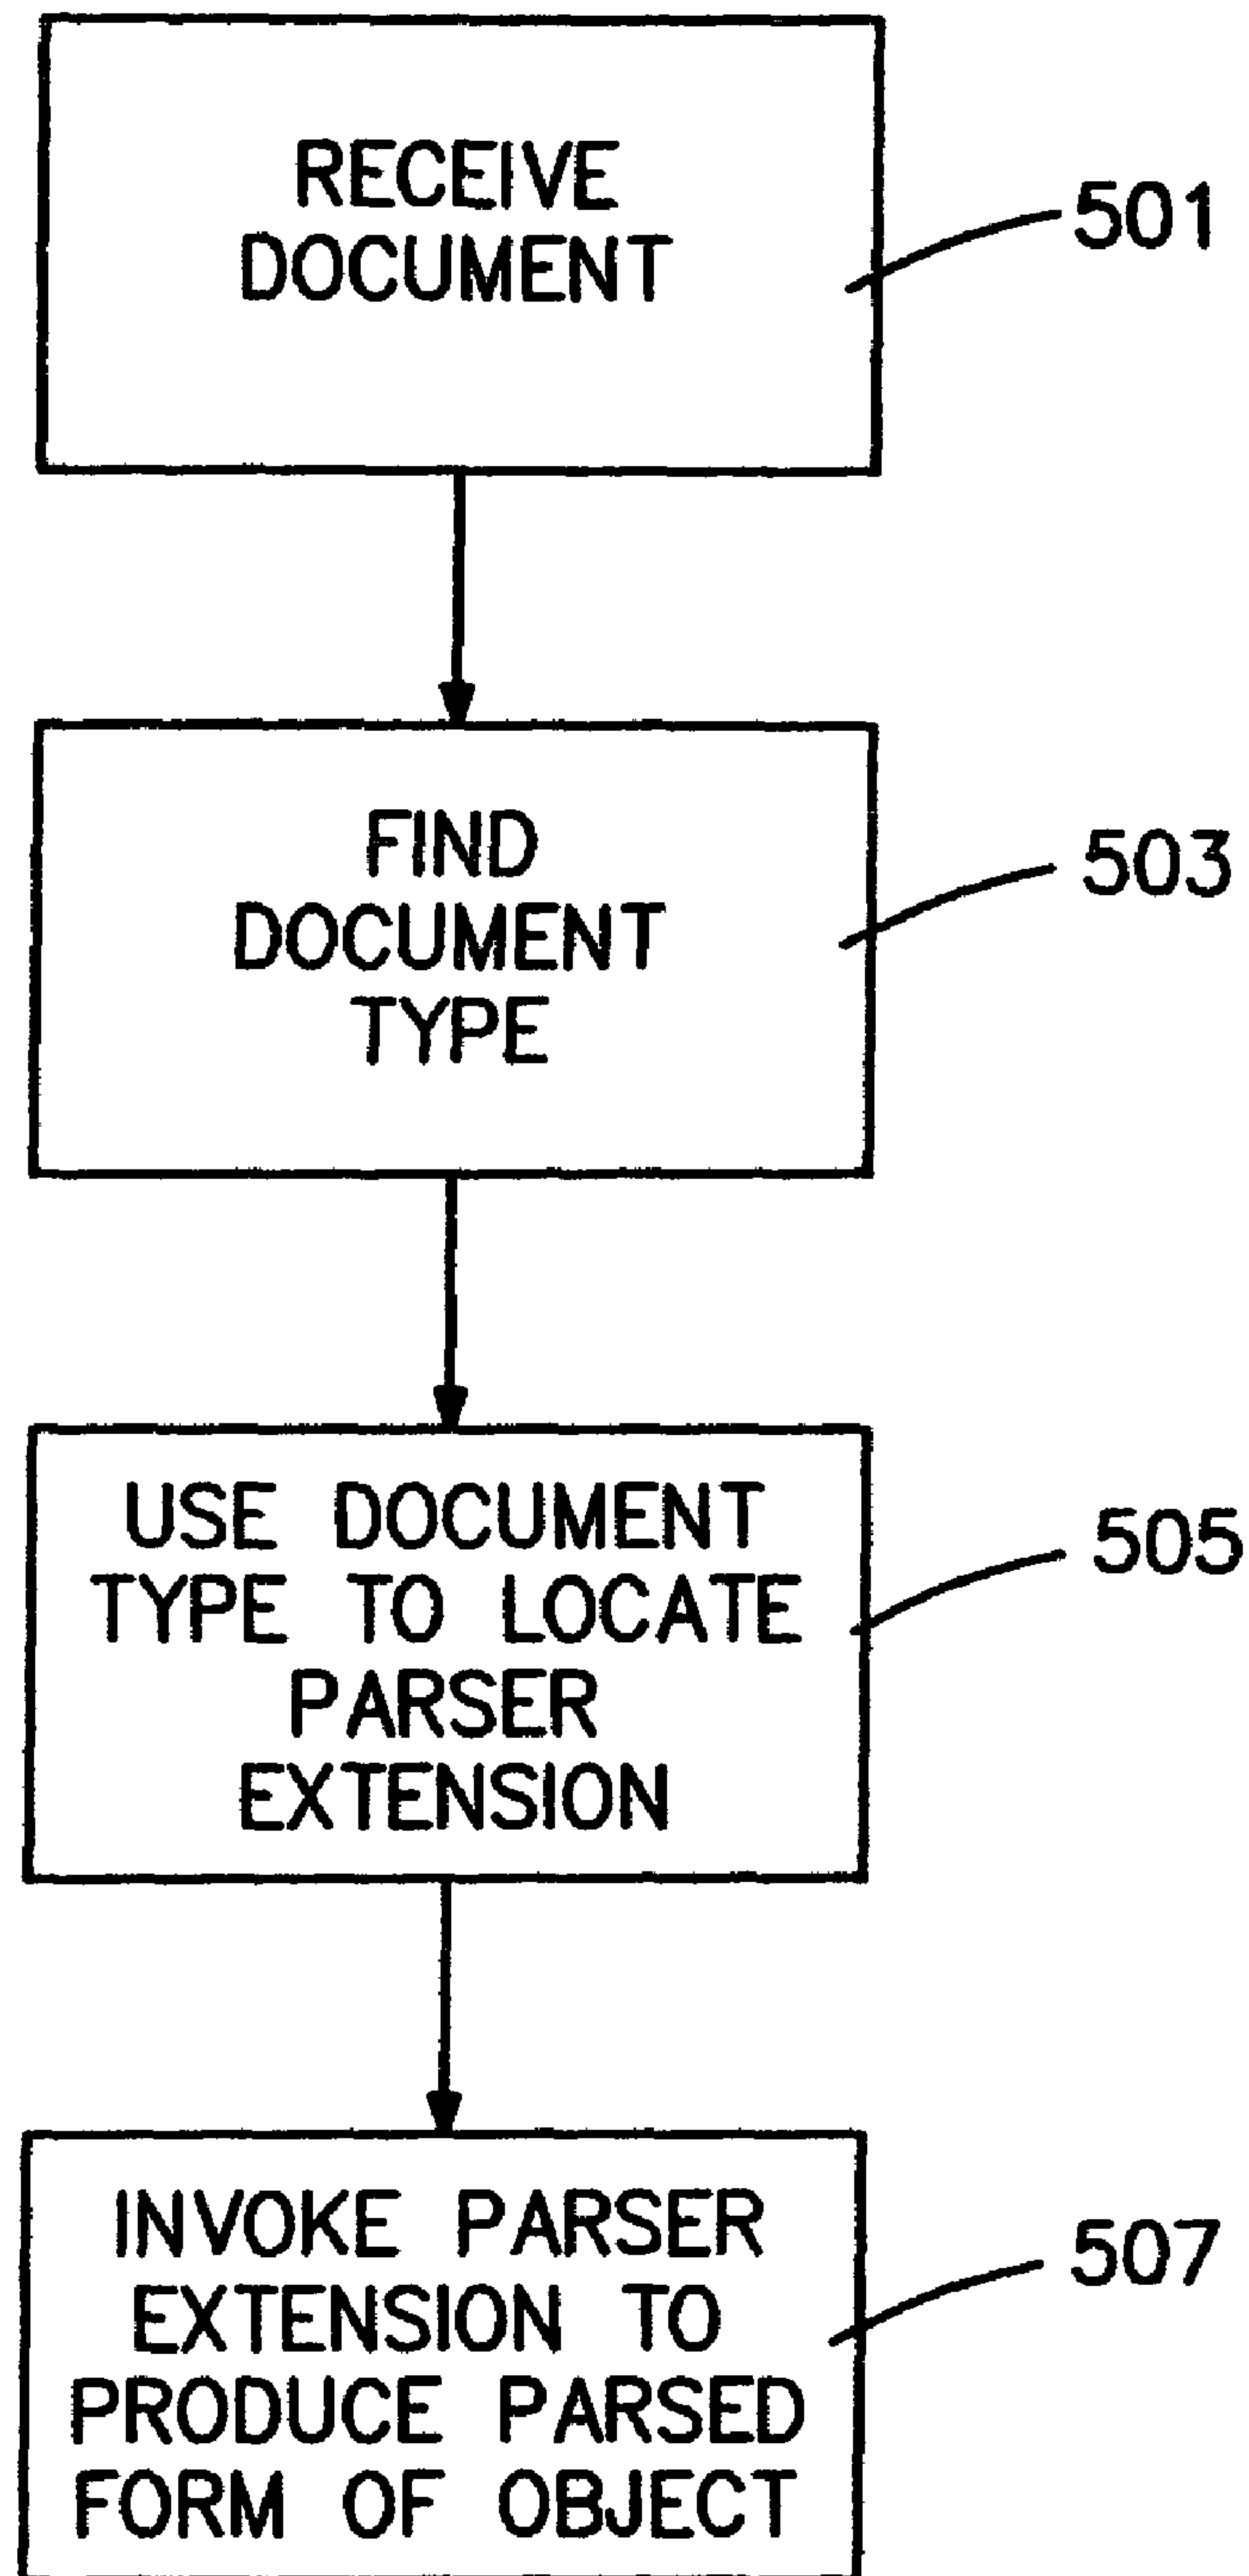 RECEIVE
DOCUMENT
501
FIND
DOCUMENT
TYPE
503
USE DOCUMENT
TYPE TO LOCATE
PARSER
EXTENSION
505
INVOKE PARSER
EXTENSION TO
PRODUCE PARSED
FORM OF OBJECT
507